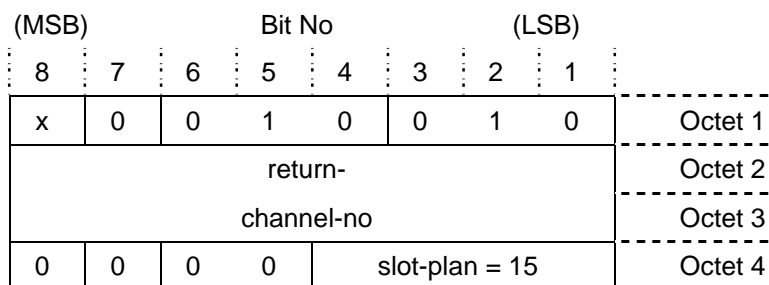 (MSB) Bit No (LSB)
8 7 6 5 4 3 2 1
x 0 0 1 0 0 1 0 Octet 1
return- Octet 2
channel-no Octet 3
0 0 0 0 slot-plan = 15 Octet 4